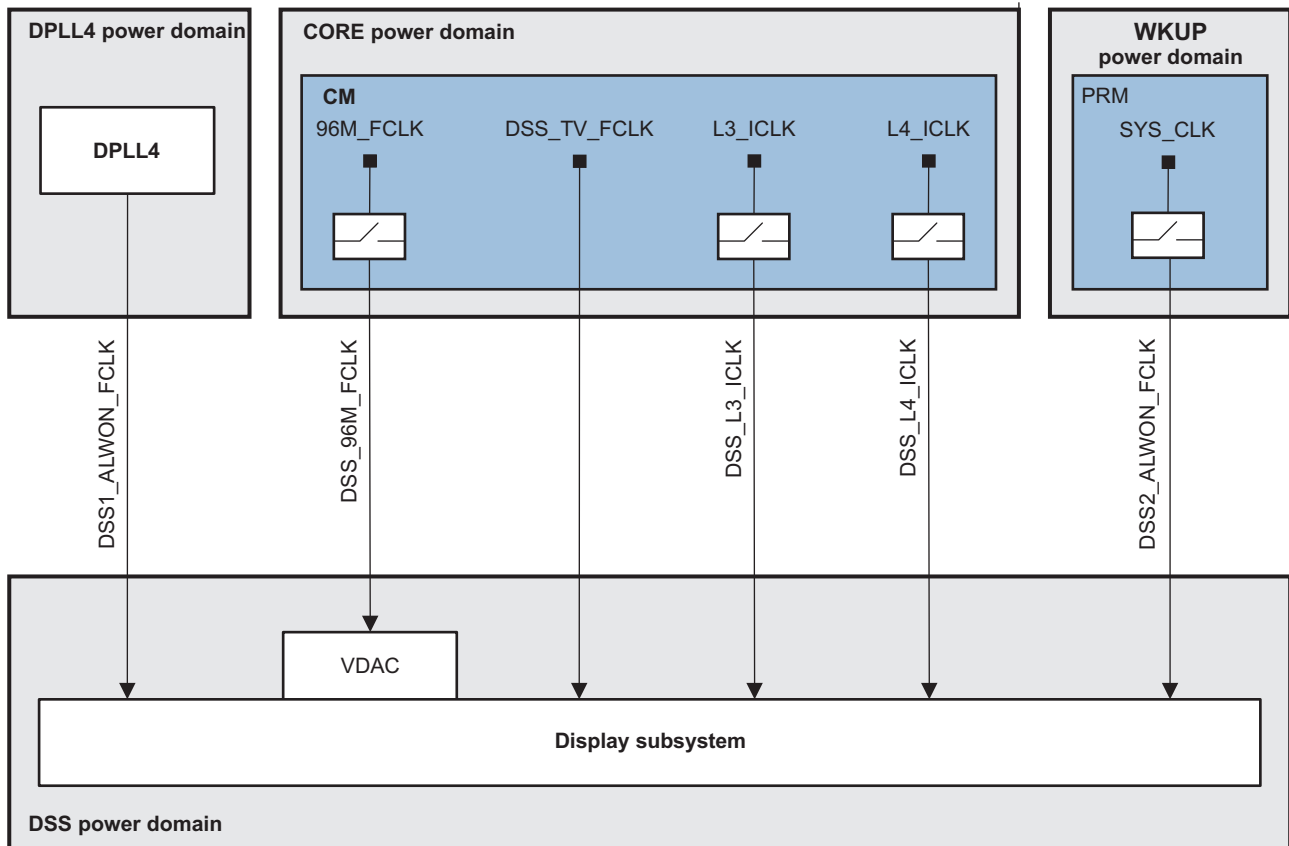 DPLL4 power domain
CORE power domain
WKUP
power domain
CM
PRM
96M_FCLK
DSS_TV_FCLK
L3_ICLK
L4_ICLK
SYS_CLK
DPLL4
DSS1_ALWON_FCLK
DSS_96M_FCLK
DSS_L3_ICLK
DSS_L4_ICLK
DSS2_ALWON_FCLK
VDAC
Display subsystem
DSS power domain